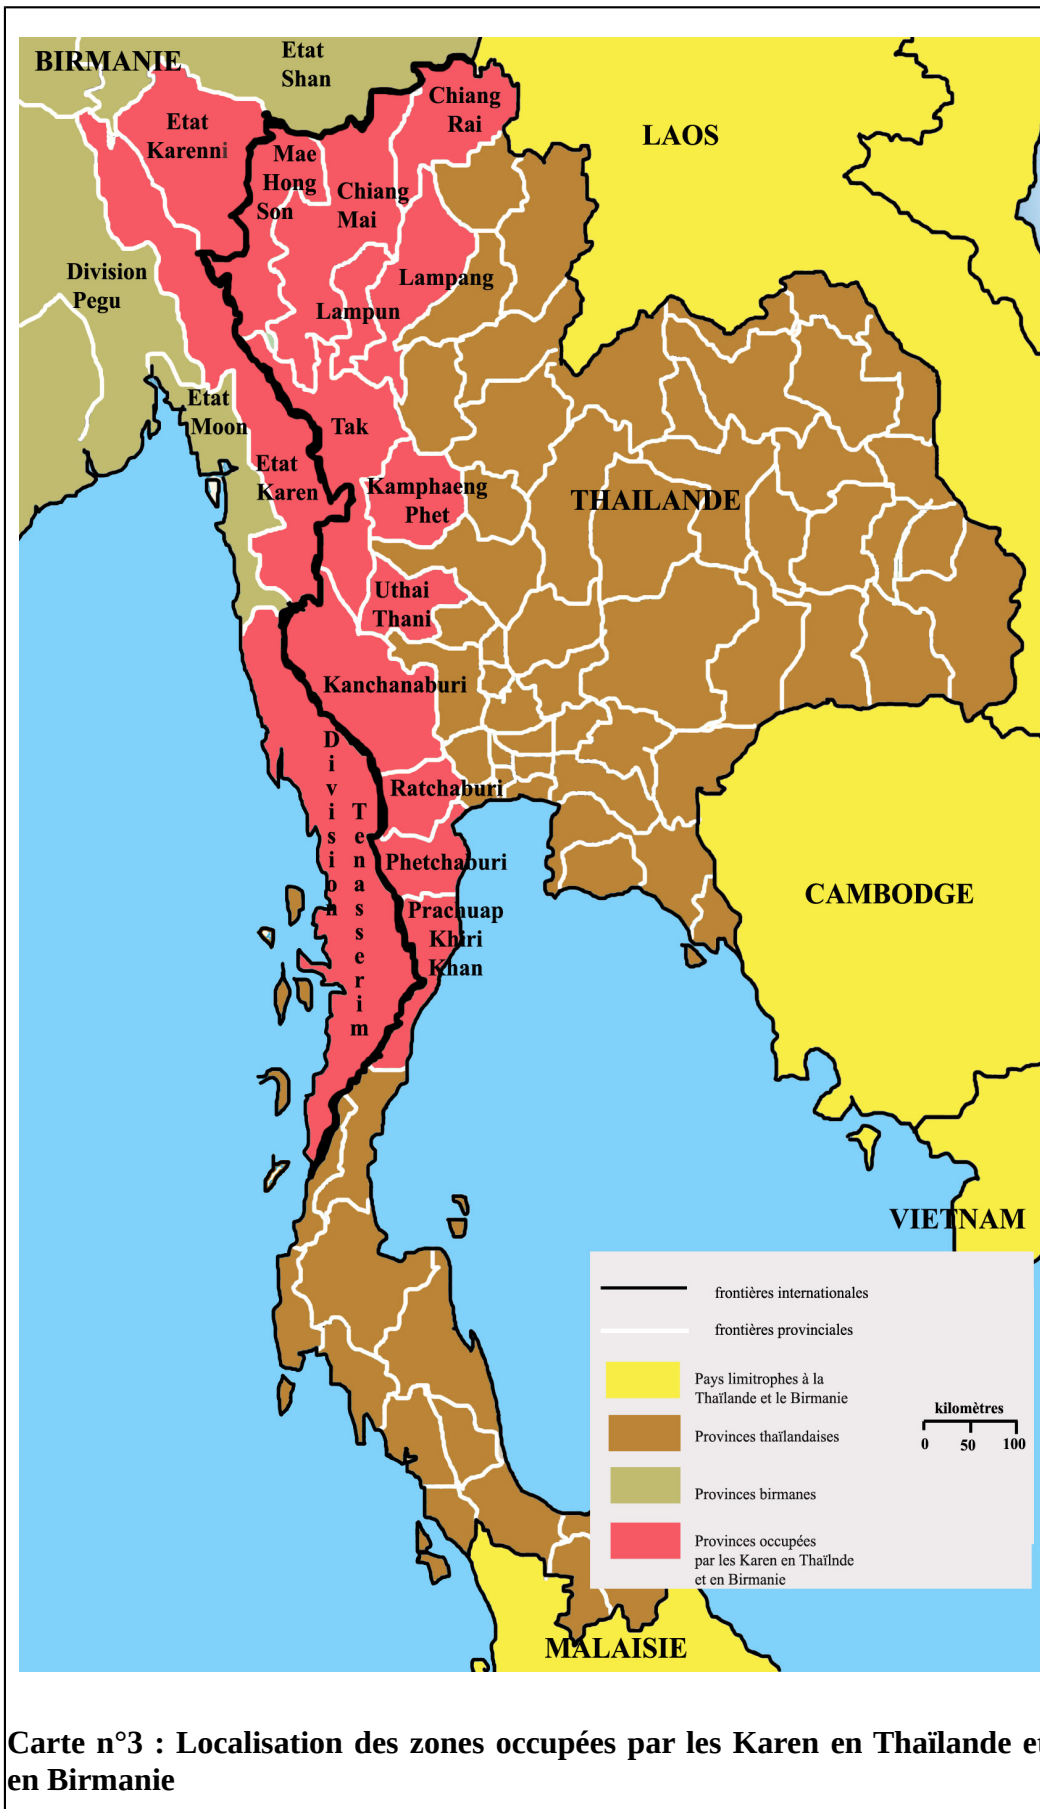 BIRMANIE
Etat
Shan
Chiang
Rai
LAOS
Etat
Karenni
Mae
Hong
Son
Chiang
Mai
Division
Pegu
Lampang
Lampun
Etat
Moon
Tak
Etat
Karen
Kamphaeng
Phet
THAILANDE
Uthai
Thani
Kanchanaburi
Division
Tenasserim
Ratchaburi
Phetchaburi
Prachuap
Khiri
Khan
CAMBODGE
VIETNAM
frontières internationales
frontières provinciales
Pays limitrophes à la
Thaïlande et le Birmanie
kilomètres
0 50 100
Provinces thaïlandaises
Provinces birmanes
Provinces occupées
par les Karen en Thaïlnde
et en Birmanie
MALAISIE
Carte n°3 : Localisation des zones occupées par les Karen en Thaïlande et
en Birmanie